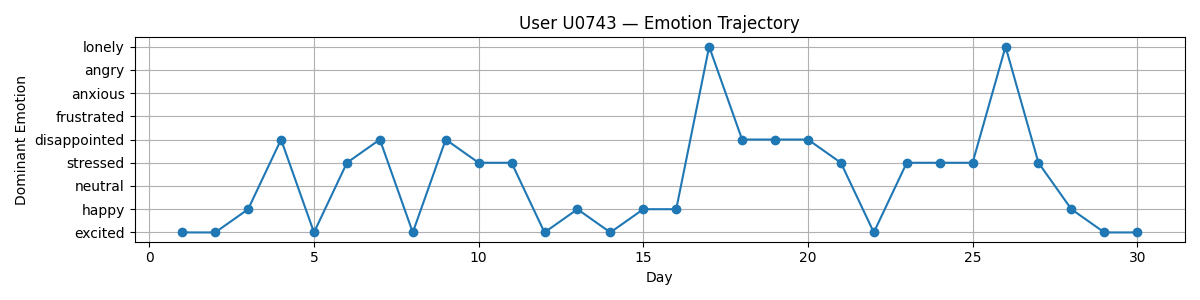 User U0743 — Emotion Trajectory
Dominant Emotion
lonely
angry
anxious
frustrated
disappointed
stressed
neutral
happy
excited
0 5 10 15 20 25 30
Day